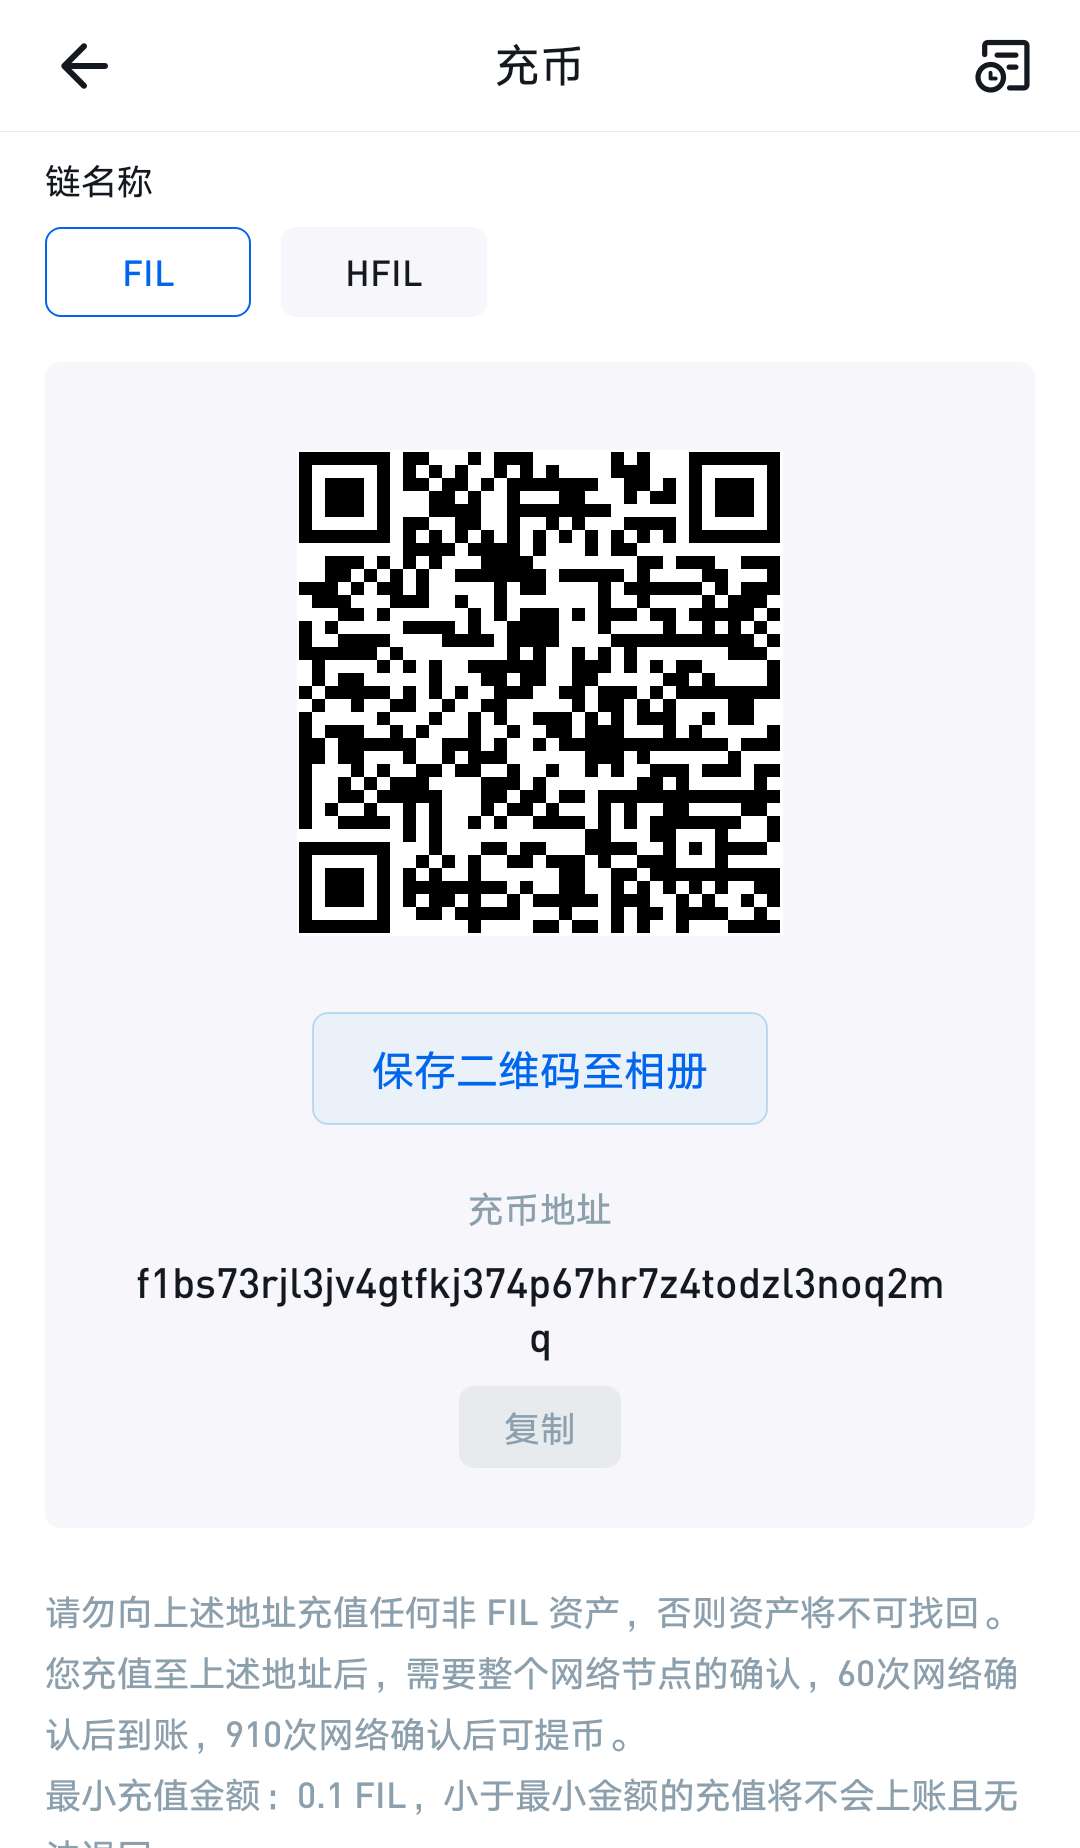 充币
链名称
FIL
HFIL
保存二维码至相册
充币地址
f1bs73rjl3jv4gtfkj374p67hr7z4todzl3noq2m
q
复制
请勿向上述地址充值任何非 FIL 资产，否则资产将不可找回。
您充值至上述地址后，需要整个网络节点的确认，60次网络确
认后到账，910次网络确认后可提币。
最小充值金额：0.1 FIL，小于最小金额的充值将不会上账且无